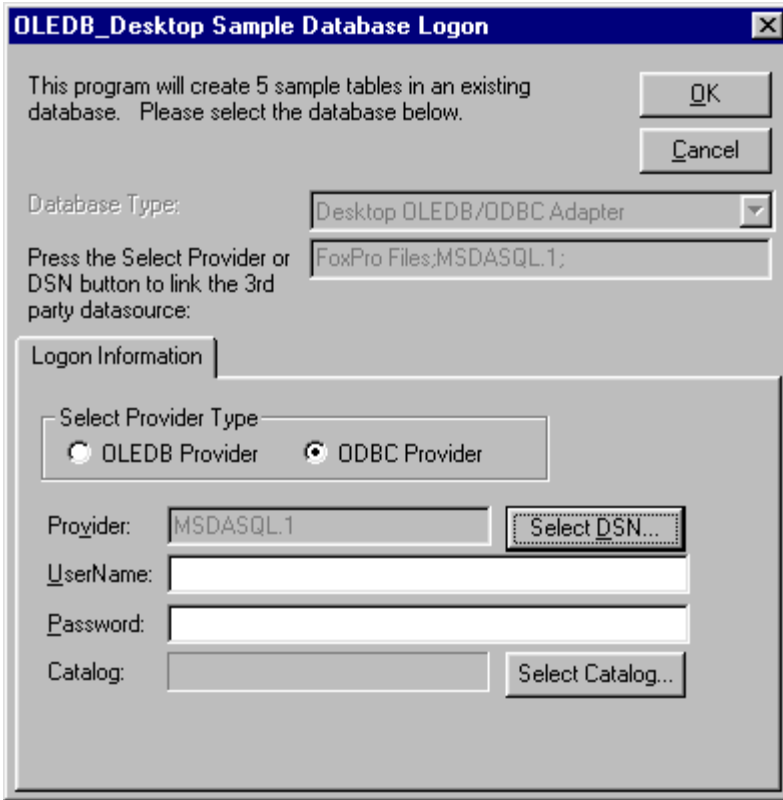 OLEDB_Desktop Sample Database Logon
This program will create 5 sample tables in an existing
database. Please select the database below.
OK
Cancel
Database Type:
Desktop OLEDB/ODBC Adapter
Press the Select Provider or
DSN button to link the 3rd
party datasource:
FoxPro Files;MSDASQL.1;
Logon Information
Select Provider Type
OLEDB Provider
ODBC Provider
Provider:
MSDASQL.1
Select DSN...
UserName:
Password:
Catalog:
Select Catalog...